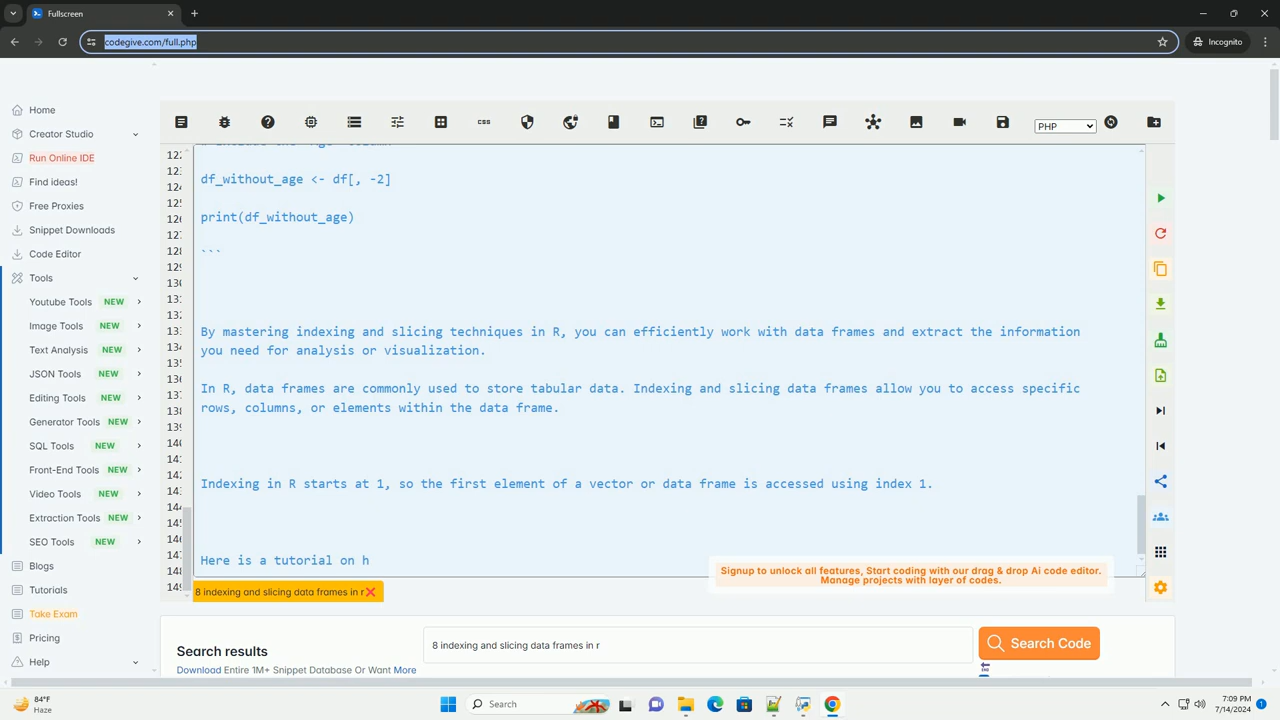 Fullscreen
codegive.com/full.php
Incognito
Home
Creator Studio
Run Online IDE
Find ideas!
Free Proxies
Snippet Downloads
Code Editor
Tools
Youtube Tools NEW
Image Tools NEW
Text Analysis NEW
JSON Tools NEW
Editing Tools NEW
Generator Tools NEW
SQL Tools NEW
Front-End Tools NEW
Video Tools NEW
Extraction Tools NEW
SEO Tools NEW
Blogs
Tutorials
Take Exam
Pricing
Help
css
PHP
df_without_age <- df[, -2]
print(df_without_age)
```
By mastering indexing and slicing techniques in R, you can efficiently work with data frames and extract the information
you need for analysis or visualization.
In R, data frames are commonly used to store tabular data. Indexing and slicing data frames allow you to access specific
rows, columns, or elements within the data frame.
Indexing in R starts at 1, so the first element of a vector or data frame is accessed using index 1.
Here is a tutorial on h
Signup to unlock all features, Start coding with our drag & drop Ai code editor.
Manage projects with layer of codes.
8 indexing and slicing data frames in r
Search results
8 indexing and slicing data frames in r
Search Code
Download Entire 1M+ Snippet Database Or Want More
84°F
Haze
Search
7:09 PM
7/14/2024